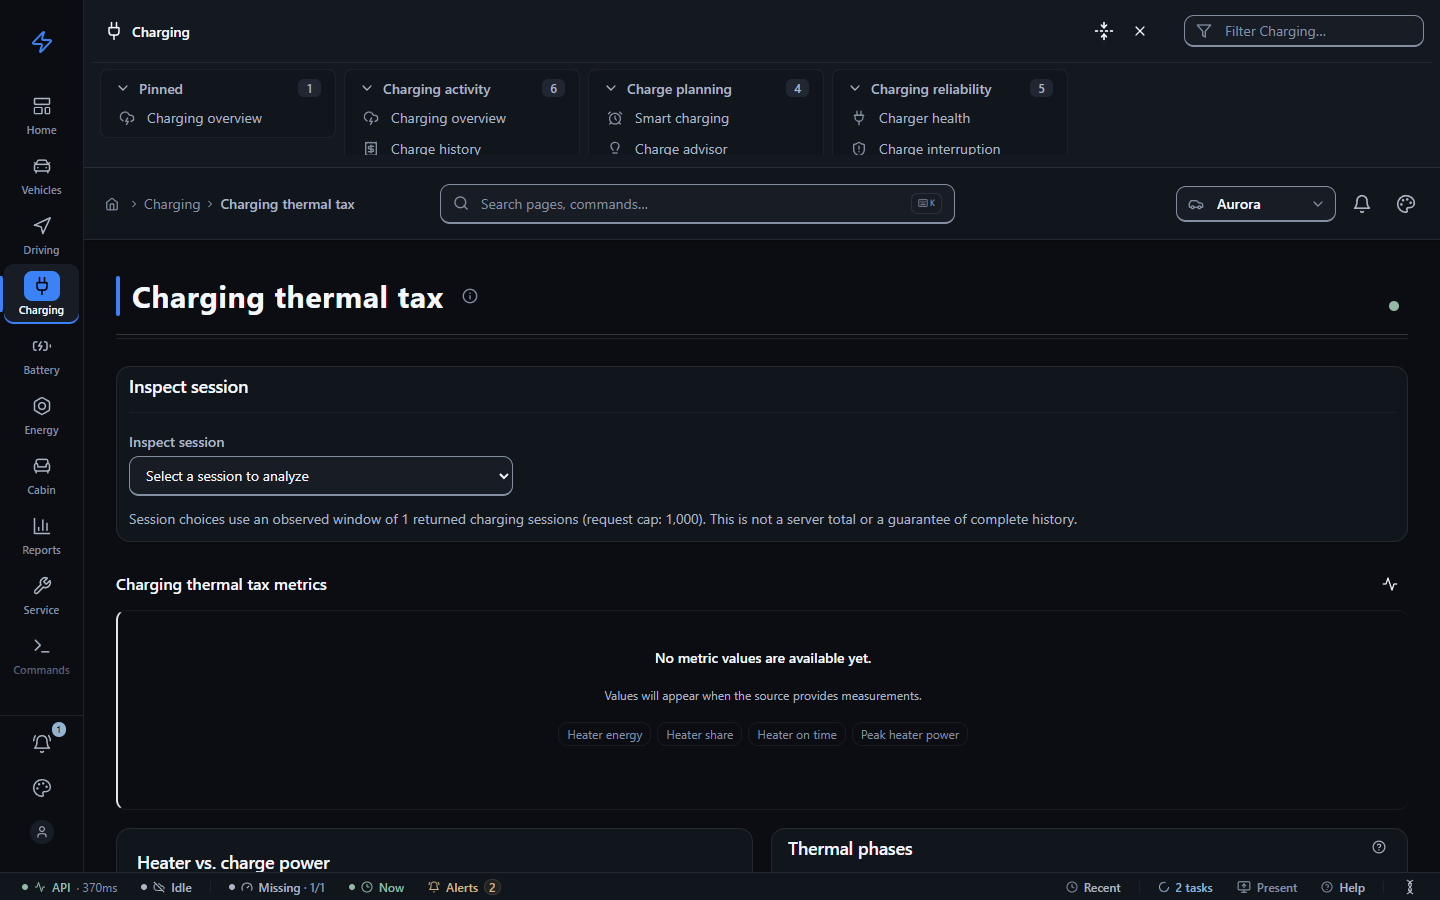 Charging
Filter Charging...
Pinned 1
Charging overview
Charging activity 6
Charging overview
Charge history
Charge planning 4
Smart charging
Charge advisor
Charging reliability 5
Charger health
Charge interruption
Home
Vehicles
Driving
Charging
Battery
Energy
Cabin
Reports
Service
Commands
1
Charging > Charging thermal tax
Search pages, commands...
K
Aurora
Charging thermal tax
Inspect session
Inspect session
Select a session to analyze
Session choices use an observed window of 1 returned charging sessions (request cap: 1,000). This is not a server total or a guarantee of complete history.
Charging thermal tax metrics
No metric values are available yet.
Values will appear when the source provides measurements.
Heater energy Heater share Heater on time Peak heater power
Heater vs. charge power
Thermal phases
API · 370ms Idle Missing · 1/1 Now Alerts 2 Recent 2 tasks Present Help